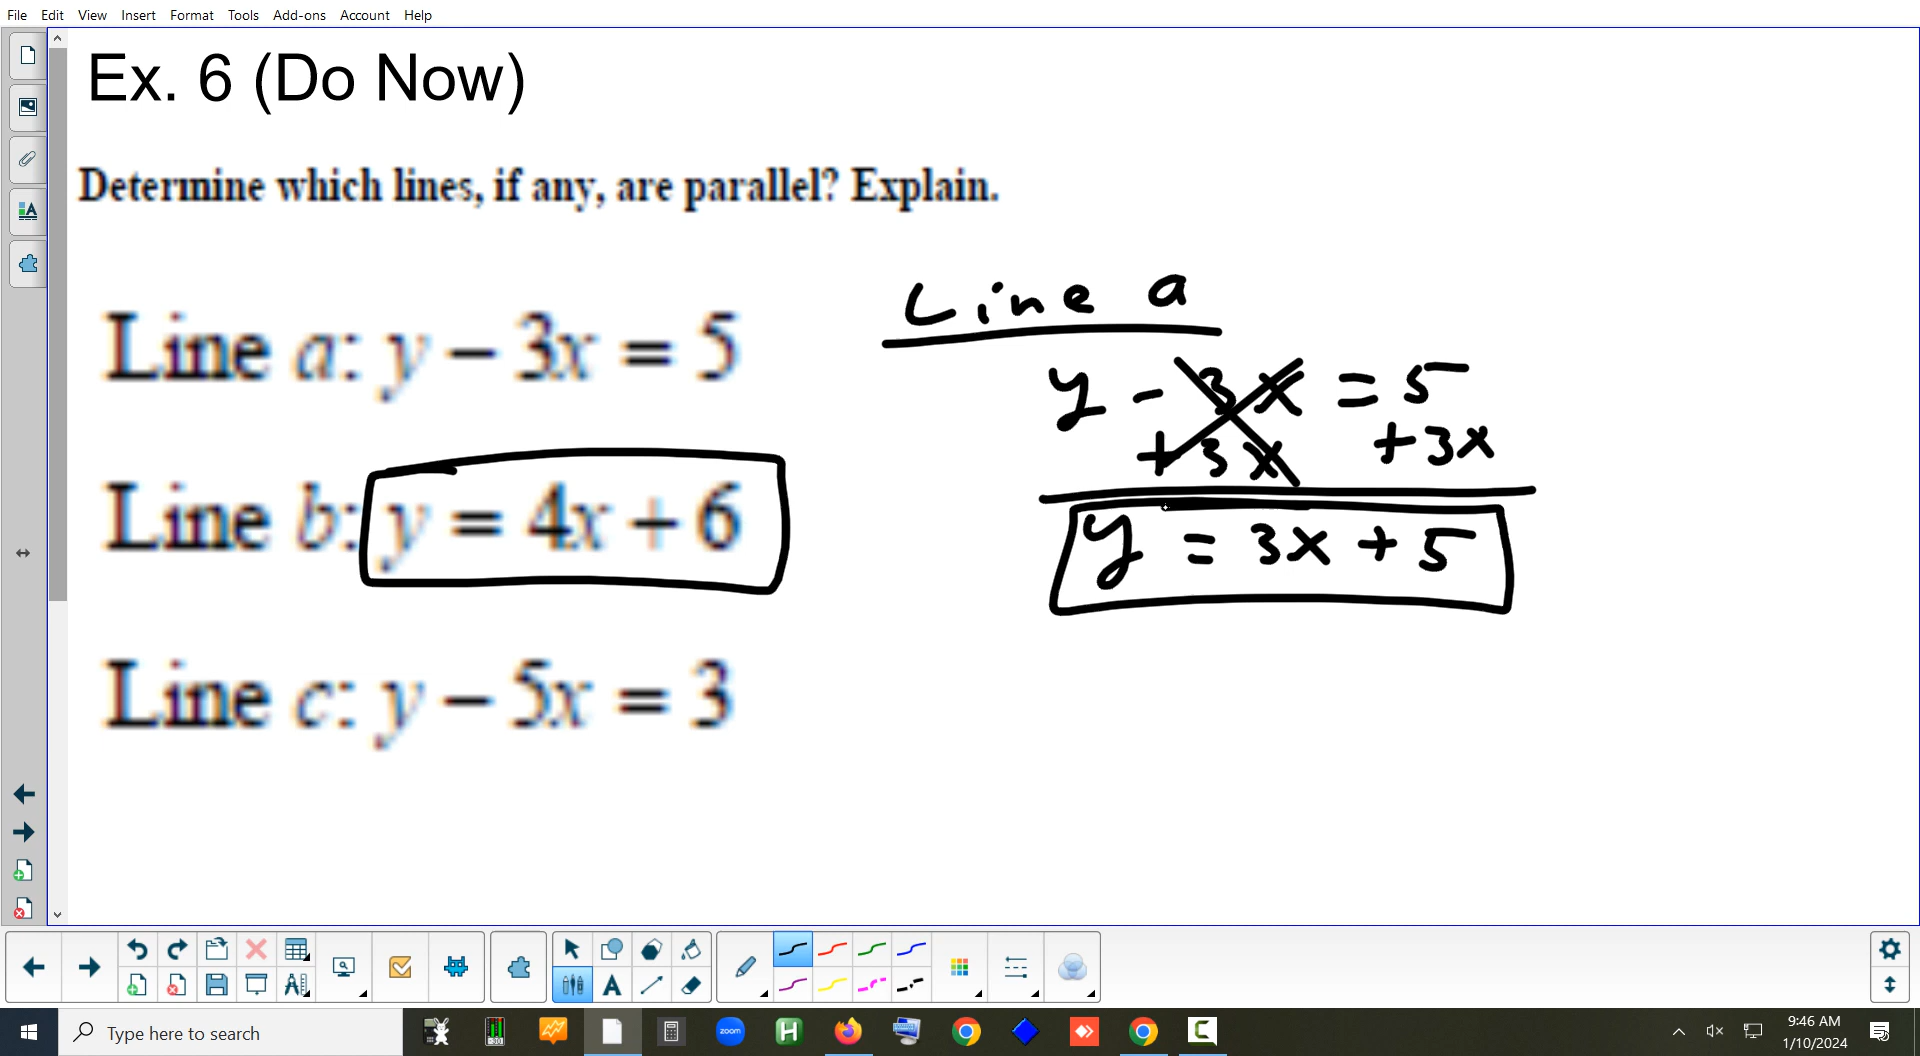 File Edit View Insert Format Tools Add-ons Account Help
Ex. 6 (Do Now)
Determine which lines, if any, are parallel? Explain.
Line a
Line a: y – 3x = 5
y - 3x = 5
+3x +3x
Line b: y = 4x + 6
y = 3x + 5
Line c: y – 5x = 3
Type here to search
zoom
H
C
9:46 AM
1/10/2024